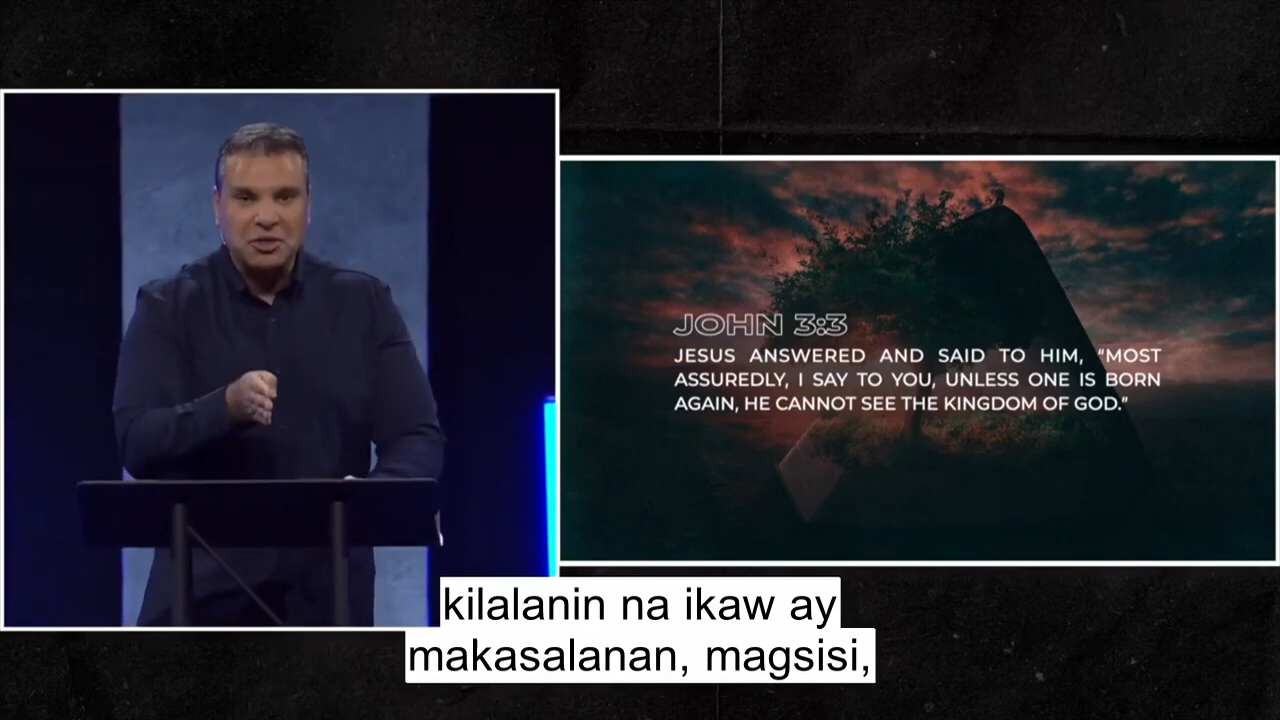 JOHN 3:3
JESUS ANSWERED AND SAID TO HIM, “MOST
ASSUREDLY, I SAY TO YOU, UNLESS ONE IS BORN
AGAIN, HE CANNOT SEE THE KINGDOM OF GOD.”
kilalanin na ikaw ay
makasalanan, magsisi,